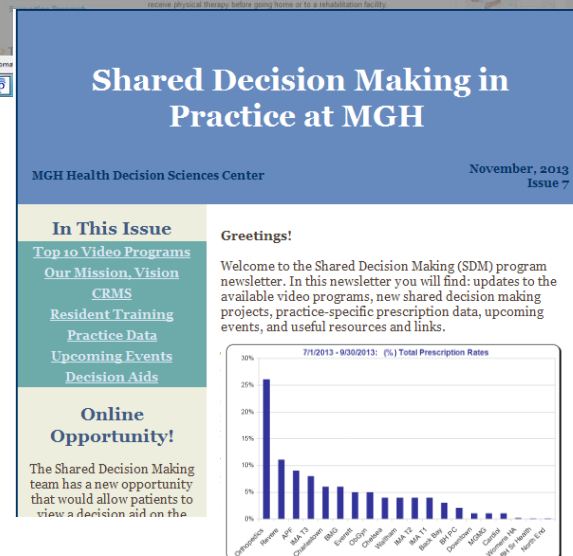 receive physical therapy before going home or to a rehabilitation facility.
Shared Decision Making in
Practice at MGH
MGH Health Decision Sciences Center
November, 2013
Issue 7
In This Issue
Top 10 Video Programs
Our Mission, Vision
CRMS
Resident Training
Practice Data
Upcoming Events
Decision Aids
Online
Opportunity!
The Shared Decision Making
team has a new opportunity
that would allow patients to
view a decision aid on the
Greetings!
Welcome to the Shared Decision Making (SDM) program
newsletter. In this newsletter you will find: updates to the
available video programs, new shared decision making
projects, practice-specific prescription data, upcoming
events, and useful resources and links.
7/1/2013 - 9/30/2013: (%) Total Prescription Rates
30%
25%
20%
15%
10%
5%
0%
Orthopedics
Revere
APF
IMA T3
Charlestown
BMG
Everett
ObGyn
Chelsea
Waltham
IMA T2
IMA T1
Back Bay
BH PC
Downtown
MGMG
Cardiol
Womens HA
Sr Health
North End